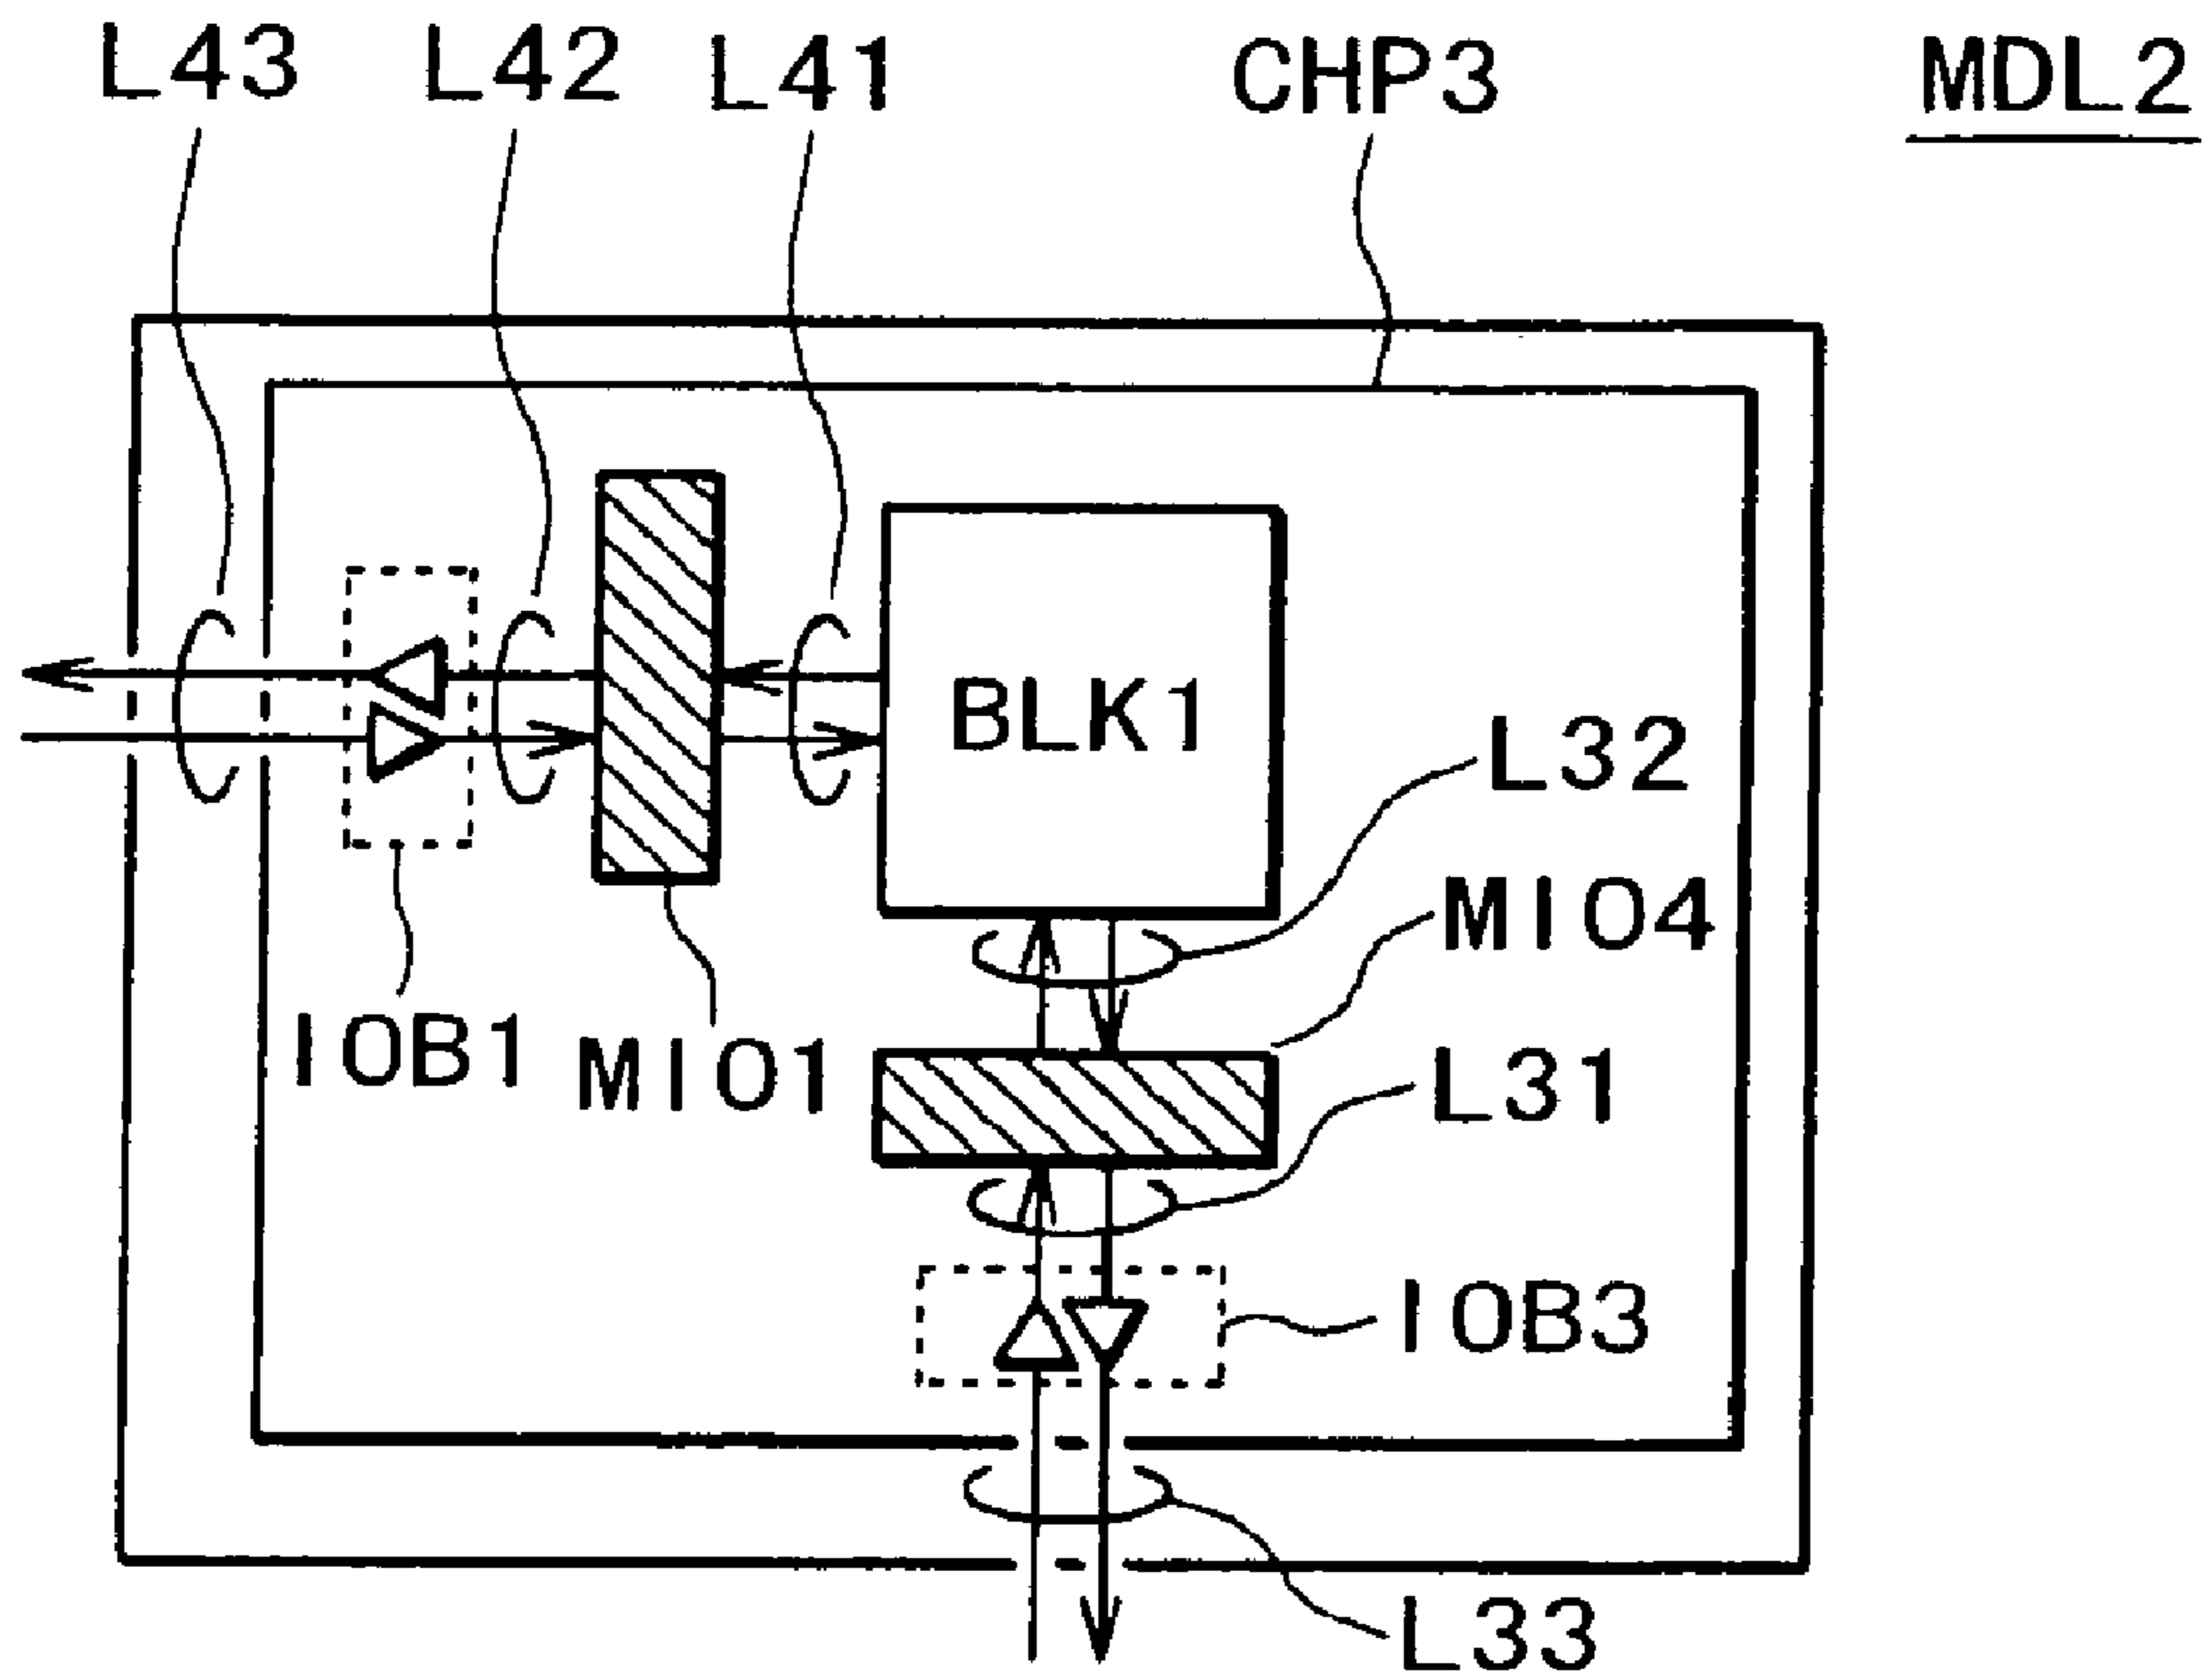 L43 L42 L41 CHP3 MDL2
BLK1
L32
MIO4
IOB1 MIO1 L31
IOB3
L33